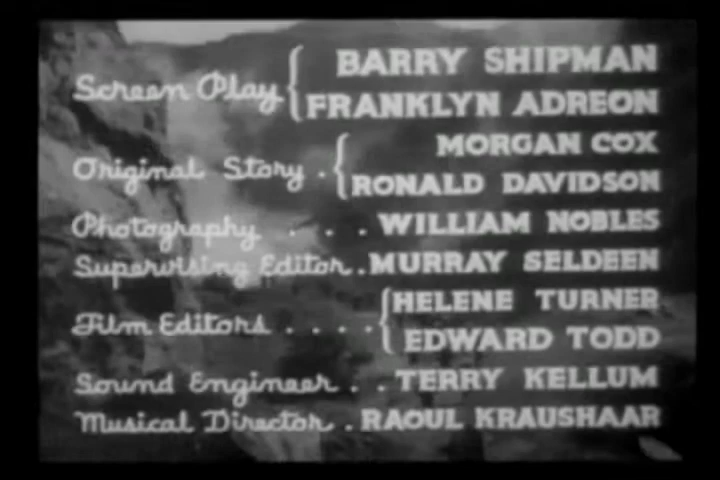 Screen Play { BARRY SHIPMAN
FRANKLYN ADREON
Original Story . { MORGAN COX
RONALD DAVIDSON
Photography . . . WILLIAM NOBLES
Supervising Editor . MURRAY SELDEEN
Film Editors . . . . { HELENE TURNER
EDWARD TODD
Sound Engineer . . TERRY KELLUM
Musical Director . RAOUL KRAUSHAAR